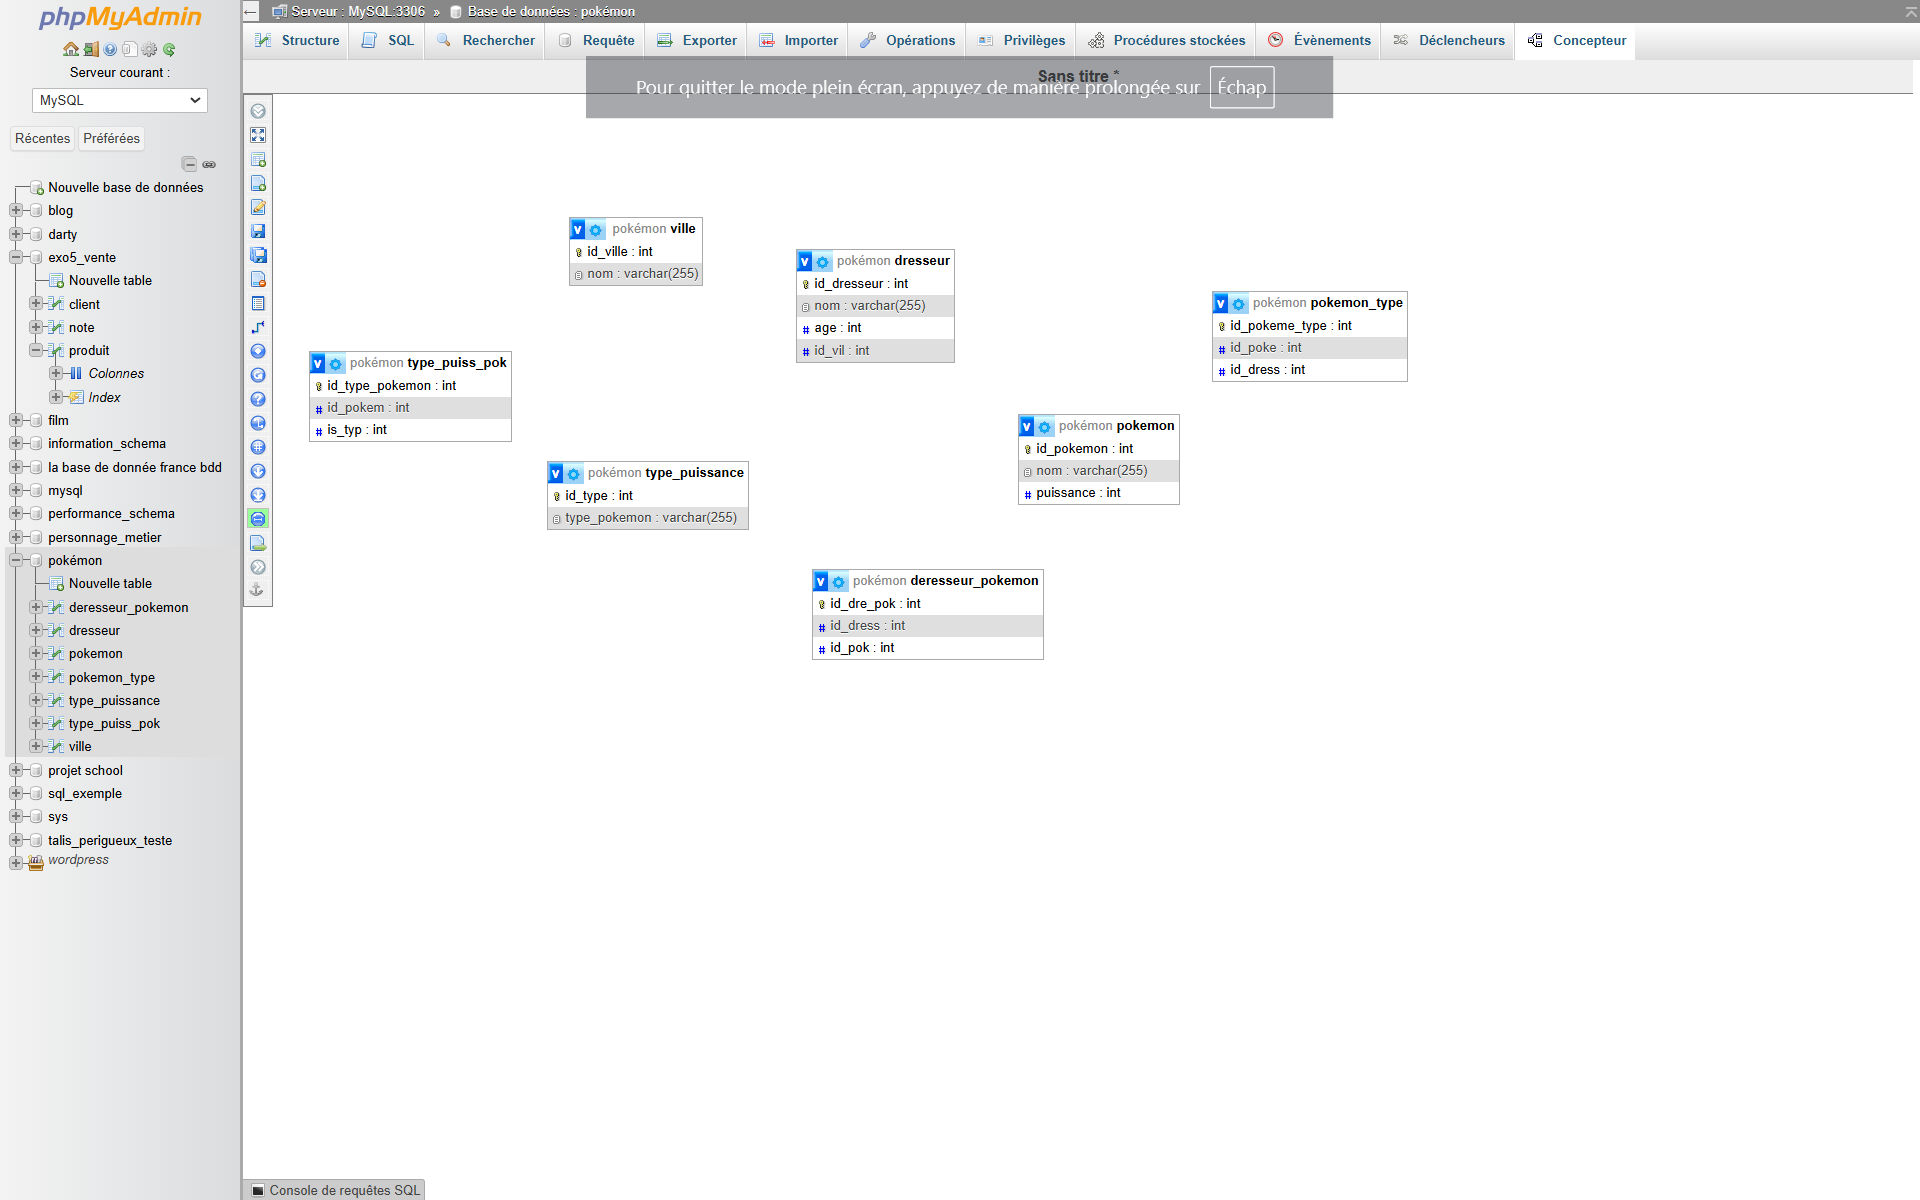 phpMyAdmin
Serveur courant :
MySQL
Récentes
Préférées
Nouvelle base de données
blog
darty
exo5_vente
Nouvelle table
client
note
produit
Colonnes
Index
film
information_schema
la base de donnée france bdd
mysql
performance_schema
personnage_metier
pokémon
Nouvelle table
deresseur_pokemon
dresseur
pokemon
pokemon_type
type_puissance
type_puiss_pok
ville
projet school
sql_exemple
sys
talis_perigueux_teste
wordpress
Serveur : MySQL:3306 » Base de données : pokémon
Structure SQL Rechercher Requête Exporter Importer Opérations Privilèges Procédures stockées Évènements Déclencheurs Concepteur
Sans titre *
Pour quitter le mode plein écran, appuyez de manière prolongée sur Échap
pokémon ville
id_ville : int
nom : varchar(255)
pokémon dresseur
id_dresseur : int
nom : varchar(255)
age : int
id_vil : int
pokémon pokemon_type
id_pokeme_type : int
id_poke : int
id_dress : int
pokémon type_puiss_pok
id_type_pokemon : int
id_pokem : int
is_typ : int
pokémon pokemon
id_pokemon : int
nom : varchar(255)
puissance : int
pokémon type_puissance
id_type : int
type_pokemon : varchar(255)
pokémon deresseur_pokemon
id_dre_pok : int
id_dress : int
id_pok : int
Console de requêtes SQL